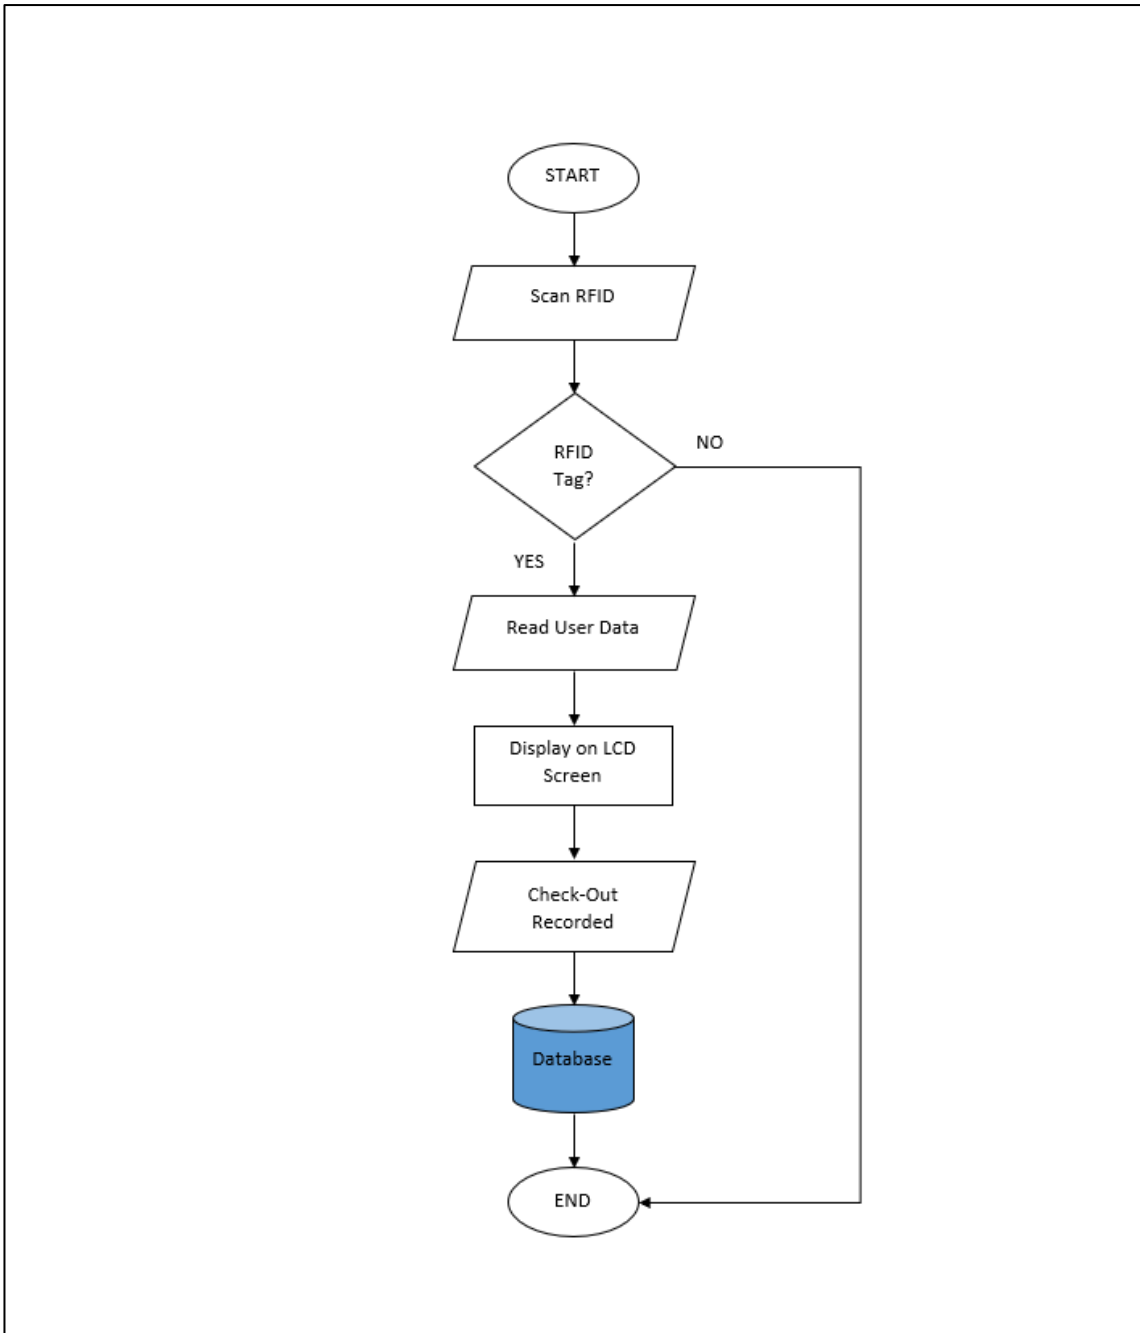 START
Scan RFID
RFID
Tag?
NO
YES
Read User Data
Display on LCD
Screen
Check-Out
Recorded
Database
END